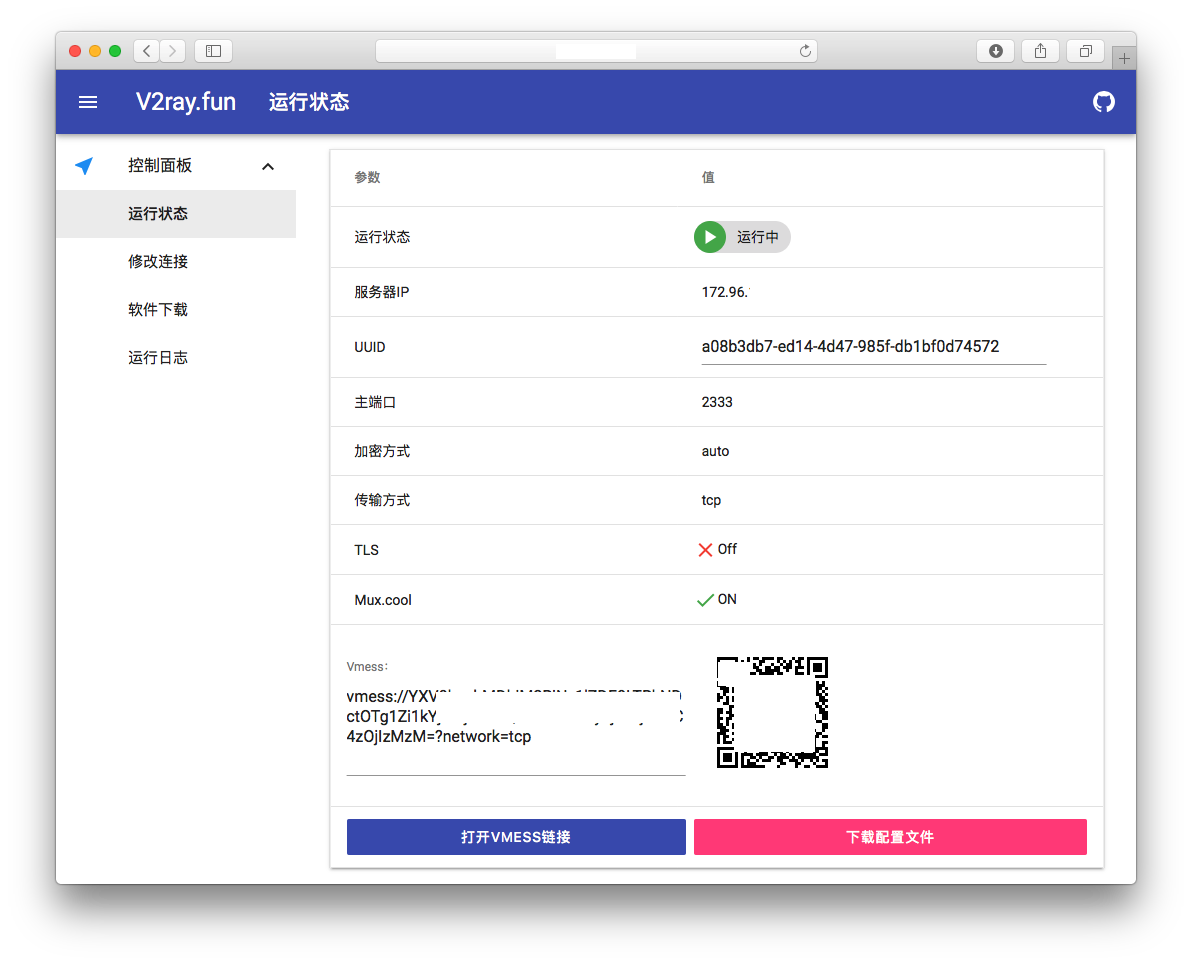 V2ray.fun 运行状态
控制面板
运行状态
修改连接
软件下载
运行日志
参数 值
运行状态 运行中
服务器IP 172.96.
UUID a08b3db7-ed14-4d47-985f-db1bf0d74572
主端口 2333
加密方式 auto
传输方式 tcp
TLS Off
Mux.cool ON
Vmess:
vmess://YXV
ctOTg1Zi1kY
4zOjIzMzM=?network=tcp
打开VMESS链接 下载配置文件